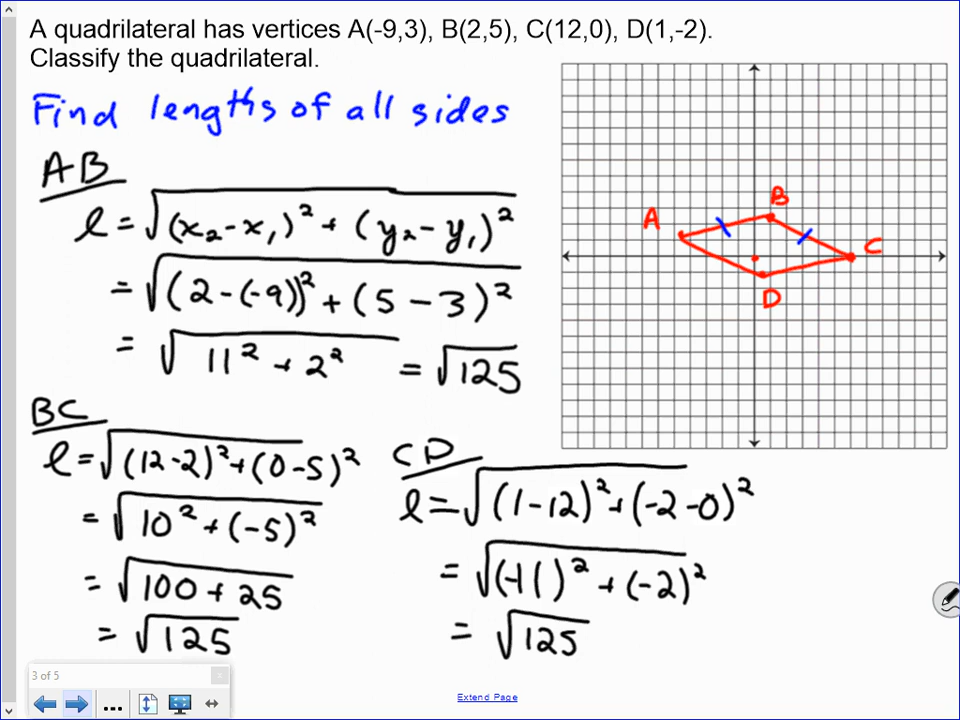 A quadrilateral has vertices A(-9,3), B(2,5), C(12,0), D(1,-2).
Classify the quadrilateral.
Find lengths of all sides
AB
l = √(x₂-x₁)² + (y₂-y₁)²
= √(2-(-9))² + (5-3)²
= √11² + 2² = √125
A
B
C
D
BC
l = √(12-2)² + (0-5)²
= √10² + (-5)²
= √100 + 25
= √125
CD
l = √(1-12)² + (-2-0)²
= √(-11)² + (-2)²
= √125
3 of 5
x
...
Extend Page